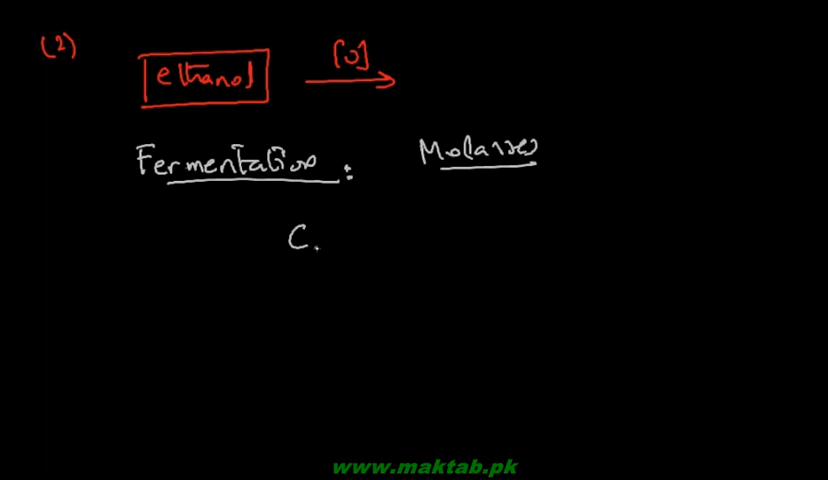 (2) ethanol [O]
Fermentation : Molasses
C.
www.maktab.pk